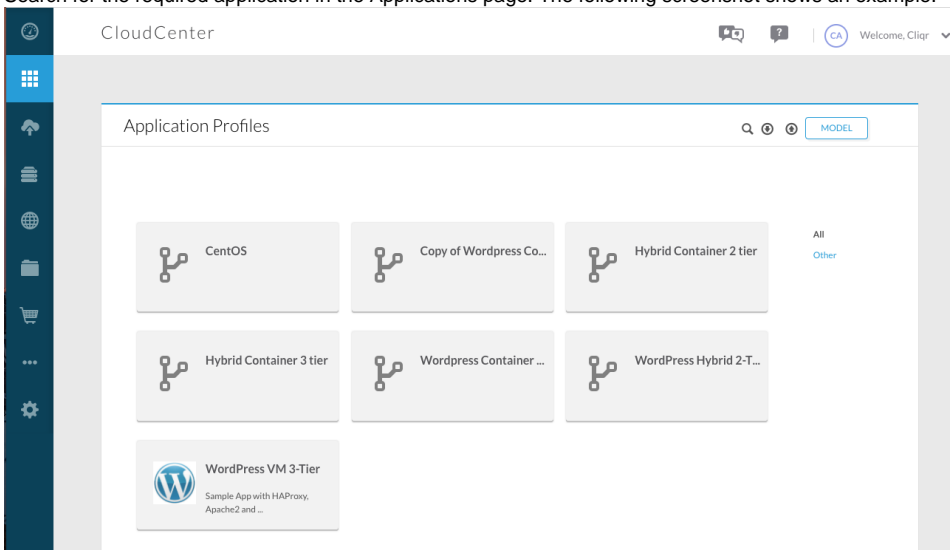 Search for the required application in the Applications page. The following screenshot shows an example.
CloudCenter
?
CA
Welcome, Cliqr
Application Profiles
MODEL
CentOS
Copy of Wordpress Co...
Hybrid Container 2 tier
All
Other
Hybrid Container 3 tier
Wordpress Container ...
WordPress Hybrid 2-T...
WordPress VM 3-Tier
Sample App with HAProxy,
Apache2 and ...